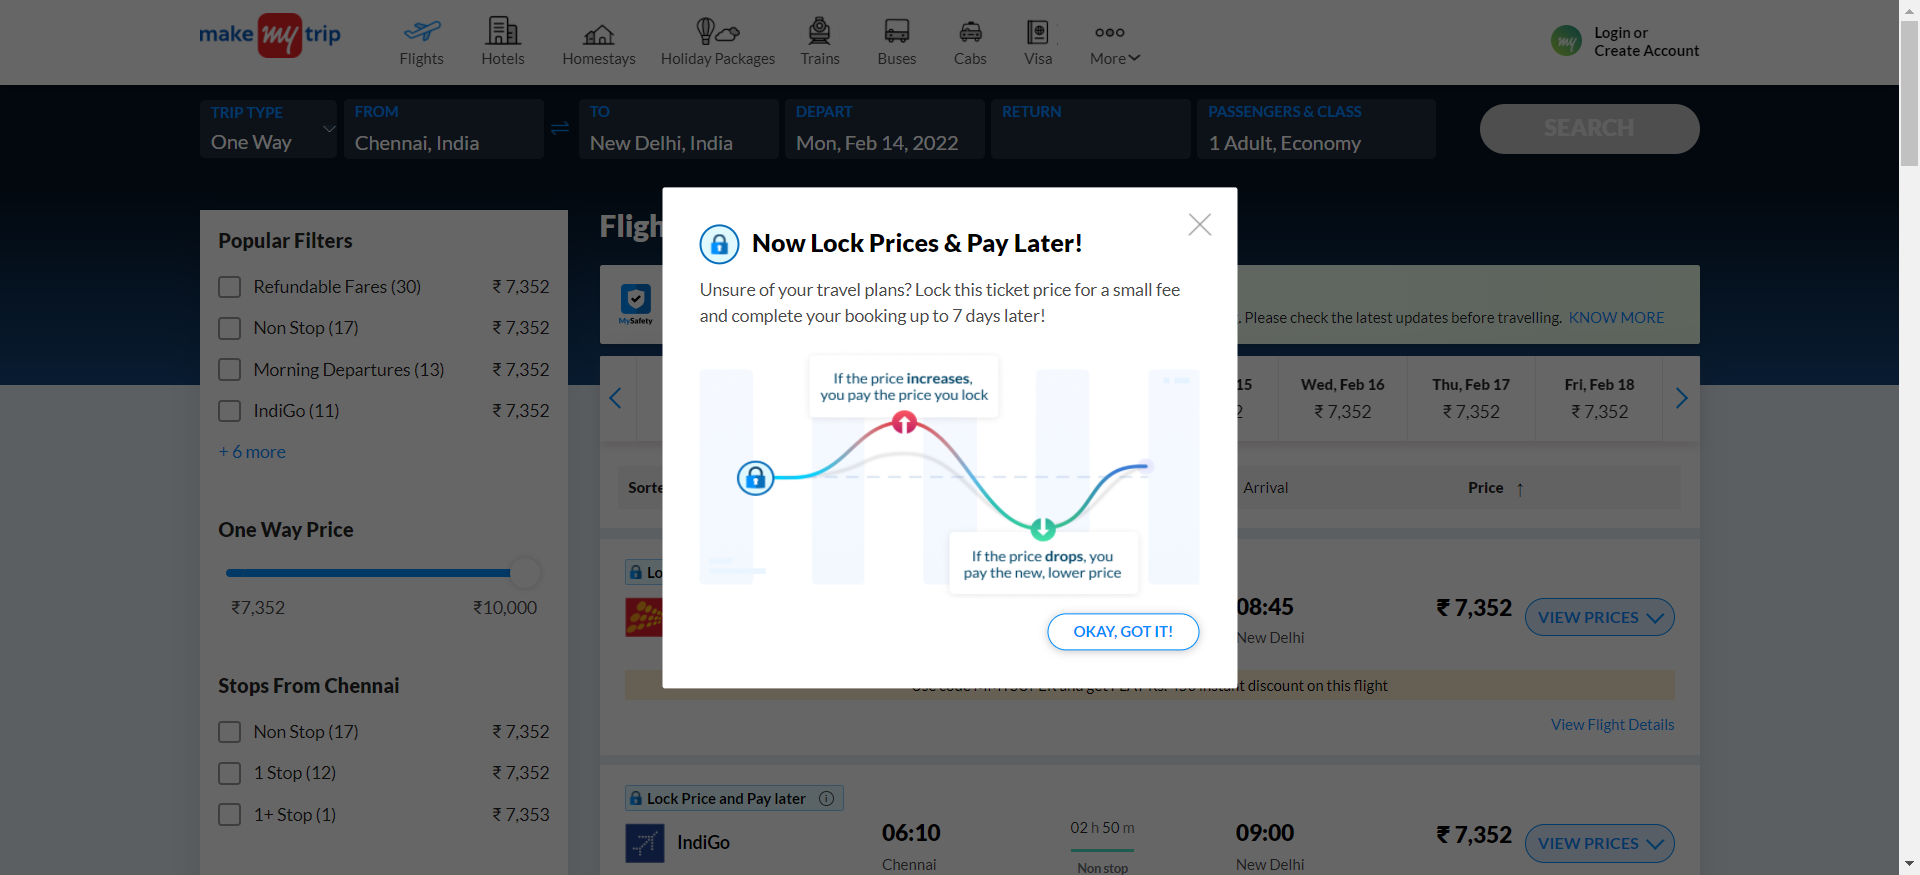 make my trip
Flights
Hotels
Homestays
Holiday Packages
Trains
Buses
Cabs
Visa
More
my
Login or
Create Account
TRIP TYPE
One Way
FROM
Chennai, India
TO
New Delhi, India
DEPART
Mon, Feb 14, 2022
RETURN
PASSENGERS & CLASS
1 Adult, Economy
SEARCH
Popular Filters
Refundable Fares (30) ₹ 7,352
Non Stop (17) ₹ 7,352
Morning Departures (13) ₹ 7,352
IndiGo (11) ₹ 7,352
+ 6 more
One Way Price
₹7,352 ₹10,000
Stops From Chennai
Non Stop (17) ₹ 7,352
1 Stop (12) ₹ 7,352
1+ Stop (1) ₹ 7,353
Now Lock Prices & Pay Later!
Unsure of your travel plans? Lock this ticket price for a small fee
and complete your booking up to 7 days later!
If the price increases,
you pay the price you lock
If the price drops, you
pay the new, lower price
OKAY, GOT IT!
MySafety
. Please check the latest updates before travelling. KNOW MORE
15
2
Wed, Feb 16
₹ 7,352
Thu, Feb 17
₹ 7,352
Fri, Feb 18
₹ 7,352
Arrival
Price ↑
08:45
New Delhi
₹ 7,352
VIEW PRICES
discount on this flight
View Flight Details
Lock Price and Pay later
IndiGo
06:10
Chennai
02 h 50 m
Non stop
09:00
New Delhi
₹ 7,352
VIEW PRICES